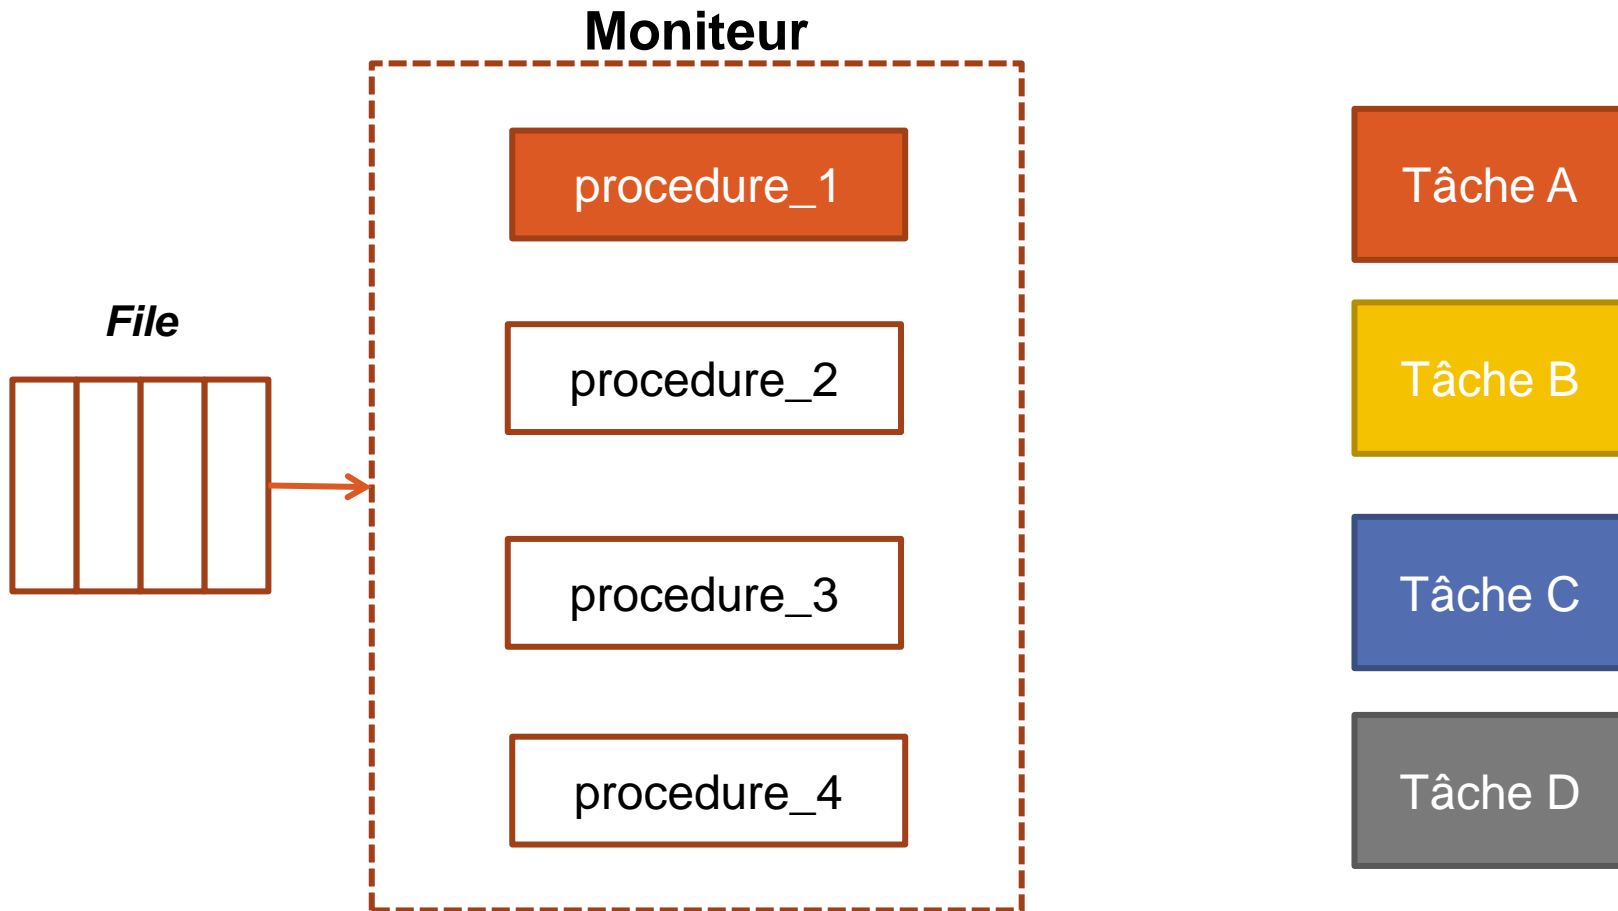 Moniteur
procedure_1
Tâche A
File
procedure_2
Tâche B
procedure_3
Tâche C
procedure_4
Tâche D